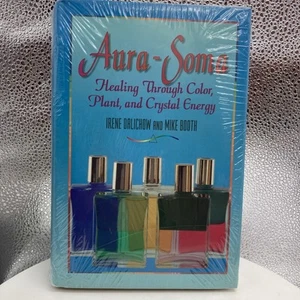 Aura-Soma
Healing Through Color,
Plant, and Crystal Energy
IRENE DALICHOW AND MIKE BOOTH